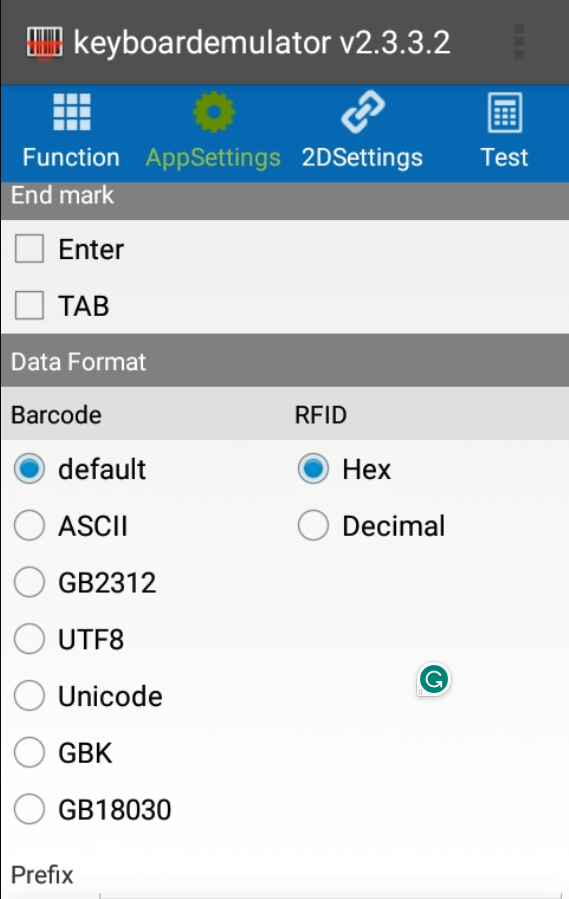 keyboardemulator v2.3.3.2
Function AppSettings 2DSettings Test
End mark
Enter
TAB
Data Format
Barcode RFID
default Hex
ASCII Decimal
GB2312
UTF8
Unicode
GBK
GB18030
Prefix